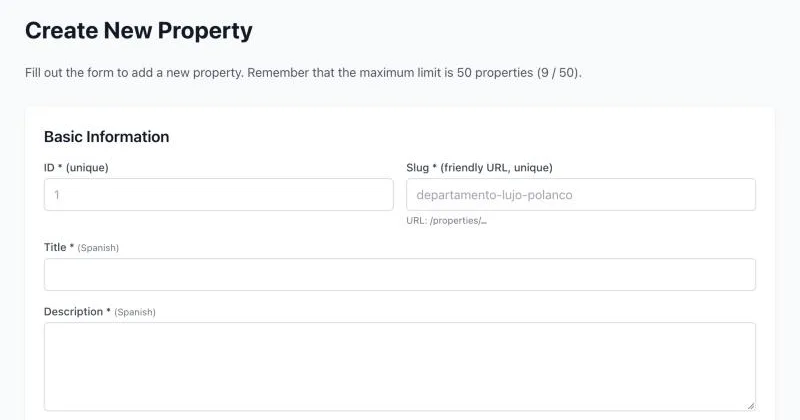 Create New Property
Fill out the form to add a new property. Remember that the maximum limit is 50 properties (9 / 50).
Basic Information
ID * (unique)
Slug * (friendly URL, unique)
1
departamento-lujo-polanco
URL: /properties/...
Title * (Spanish)
Description * (Spanish)